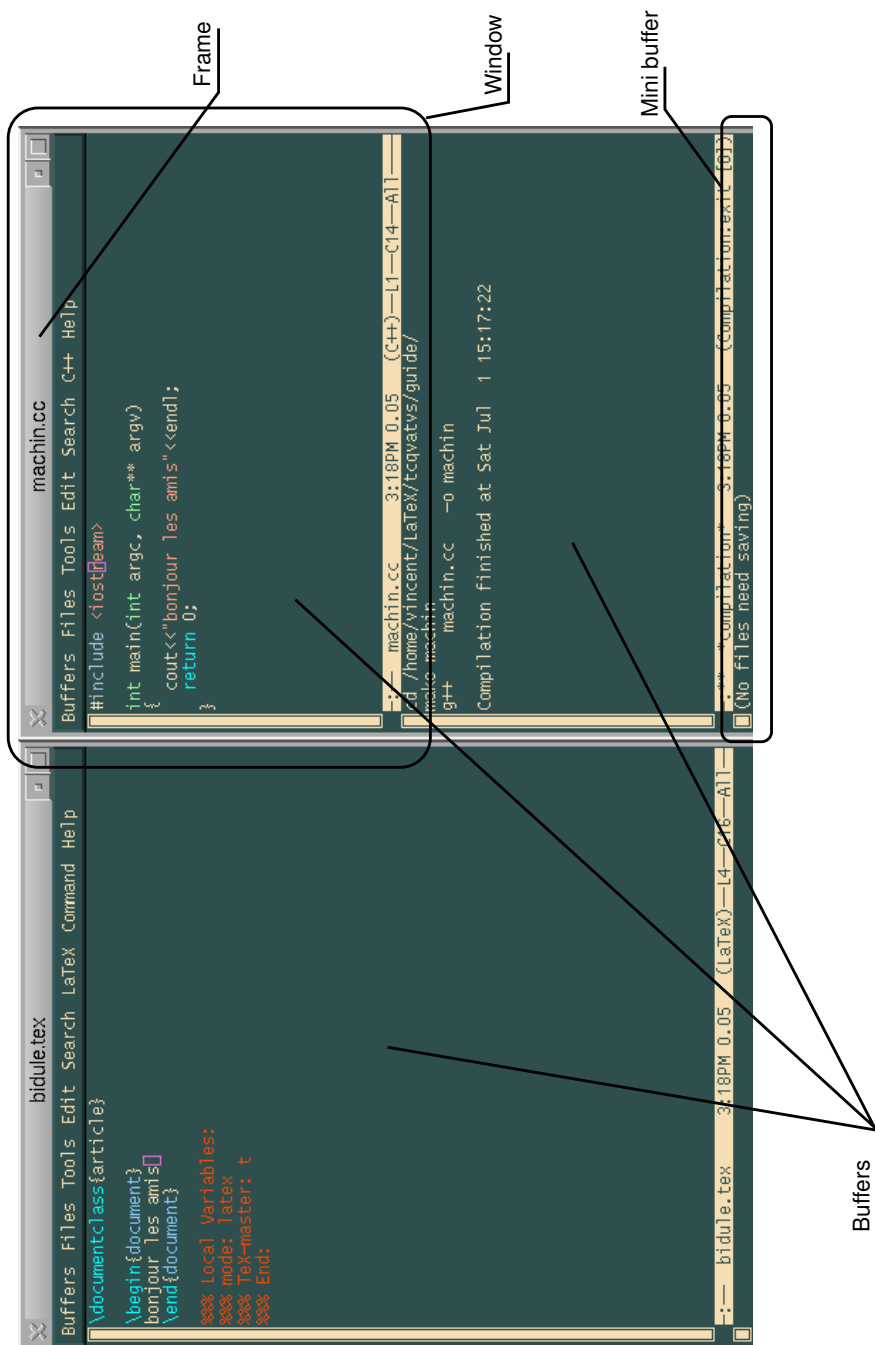 bidule.tex
Buffers Files Tools Edit Search LaTeX Command Help
\documentclass{article}
\begin{document}
bonjour les amis
\end{document}
%%% Local Variables:
%%% mode: latex
%%% TeX-master: t
%%% End:
-:-- bidule.tex 3:18PM 0.05 (LaTeX)--L4--C16--All--
machin.cc
Buffers Files Tools Edit Search C++ Help
#include <iostream>
int main(int argc, char** argv)
{
cout<<"bonjour les amis"<<endl;
return 0;
}
-:-- machin.cc 3:18PM 0.05 (C++)--L1--C14--All--
cd /home/vincent/LaTeX/tcqvatvs/guide/
make machin
g++ machin.cc -o machin
Compilation finished at Sat Jul 1 15:17:22
-:** *compilation* 3:18PM 0.05 (Compilation:exit [0])
(No files need saving)
Frame
Window
Mini buffer
Buffers